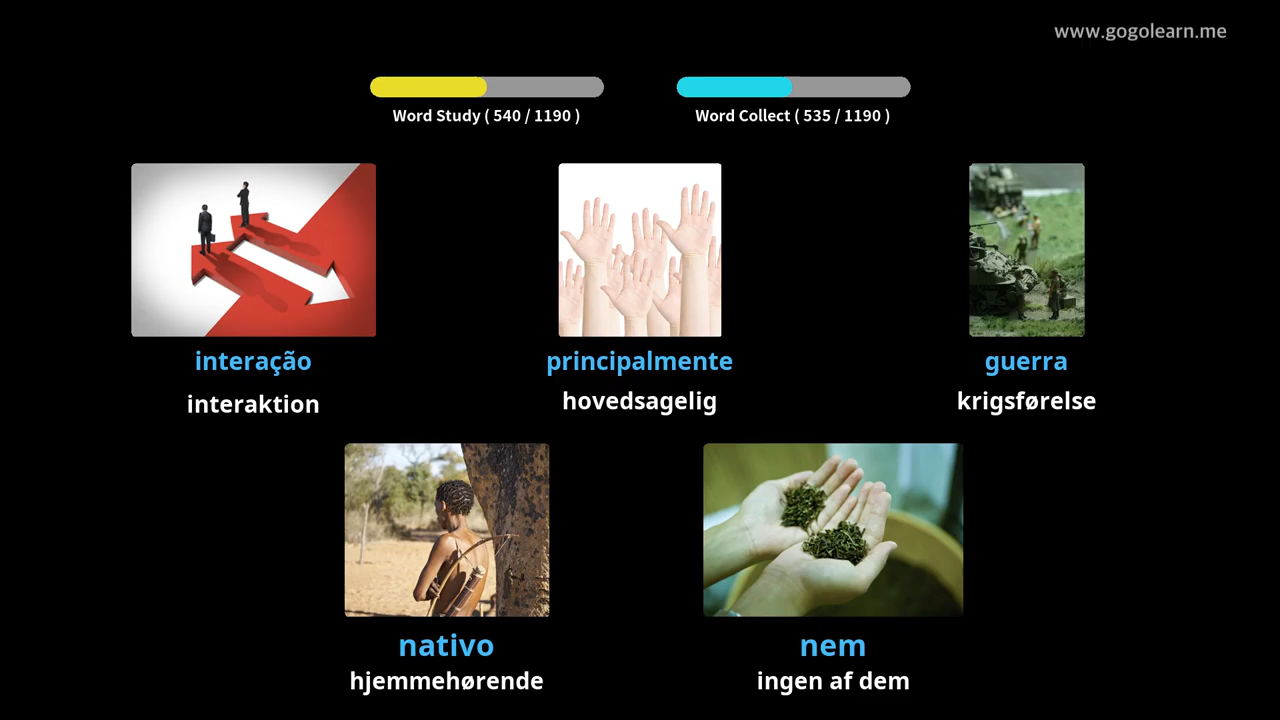 www.gogolearn.me
Word Study ( 540 / 1190 )
Word Collect ( 535 / 1190 )
interação
interaktion
principalmente
hovedsagelig
guerra
krigsførelse
nativo
hjemmehørende
nem
ingen af dem